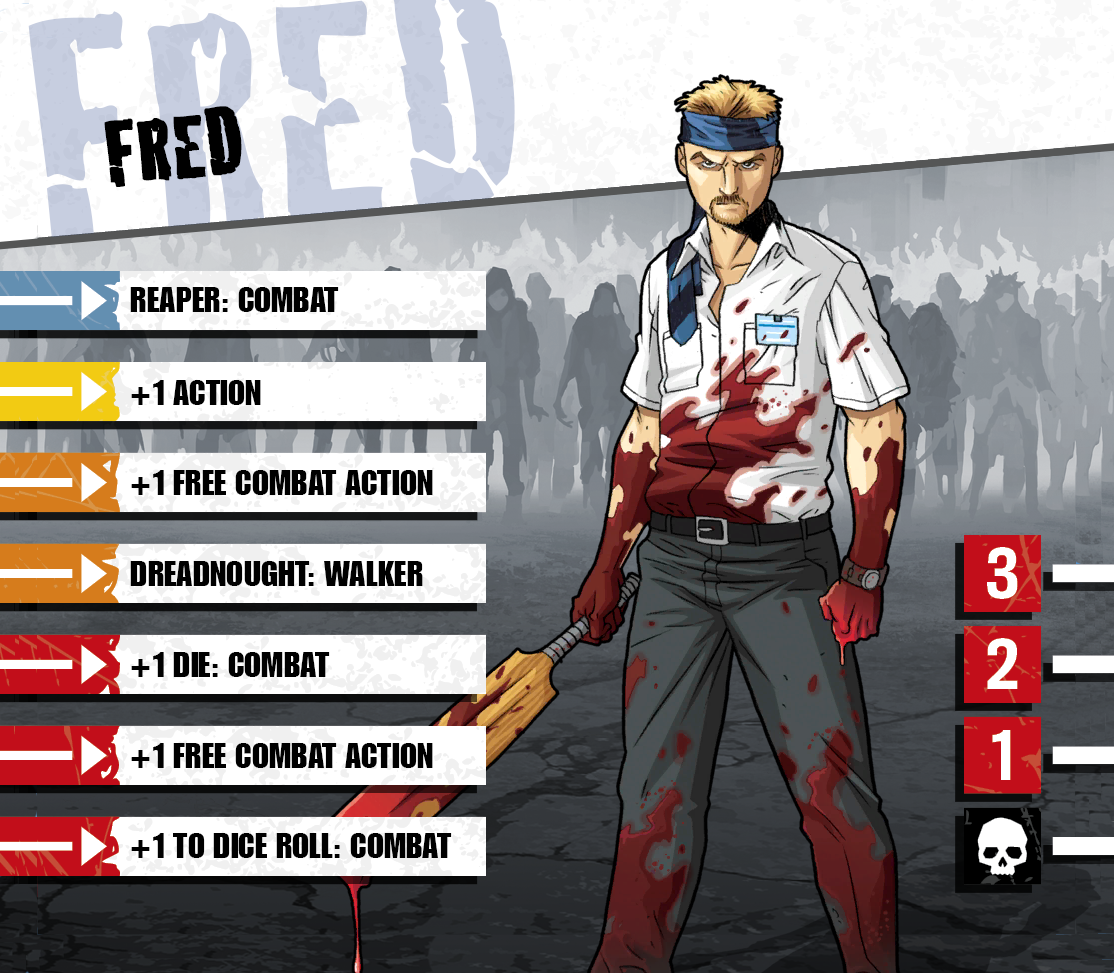 FRED
FRED
REAPER: COMBAT
+1 ACTION
+1 FREE COMBAT ACTION
DREADNOUGHT: WALKER
+1 DIE: COMBAT
+1 FREE COMBAT ACTION
+1 TO DICE ROLL: COMBAT
3
2
1